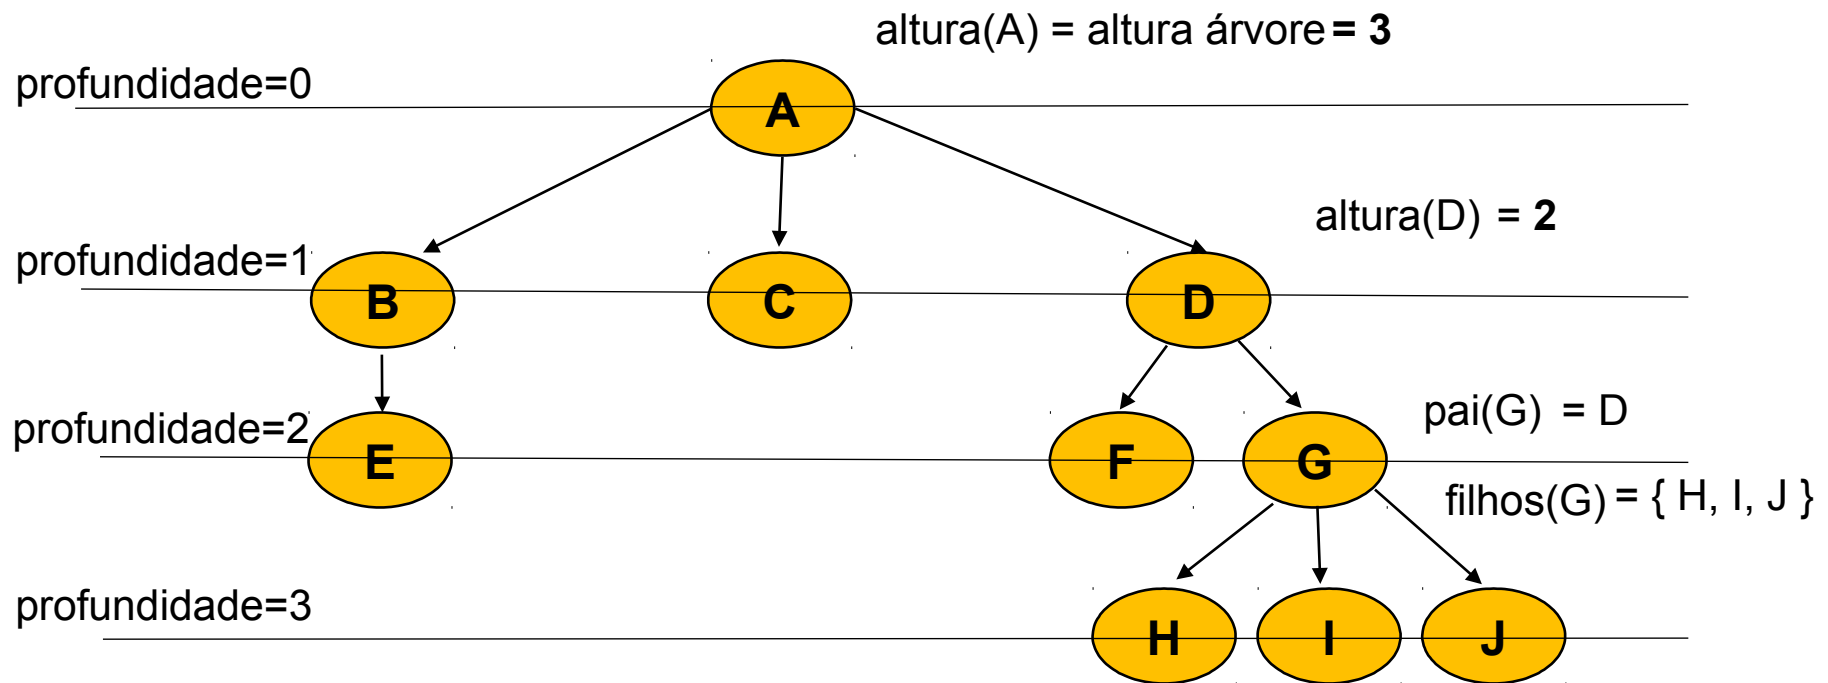 altura(A) = altura árvore = 3
profundidade=0
A
altura(D) = 2
profundidade=1
B C D
pai(G) = D
profundidade=2
E F G
filhos(G) = { H, I, J }
profundidade=3
H I J